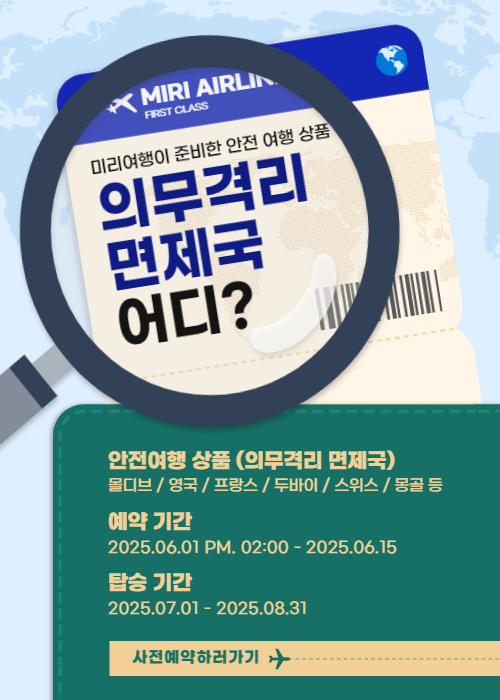 MIRI AIRLIN
FIRST CLASS
미리여행이 준비한 안전 여행 상품
의무격리
면제국
어디?
안전여행 상품 (의무격리 면제국)
몰디브 / 영국 / 프랑스 / 두바이 / 스위스 / 몽골 등
예약 기간
2025.06.01 PM. 02:00 - 2025.06.15
탑승 기간
2025.07.01 - 2025.08.31
사전예약하러가기